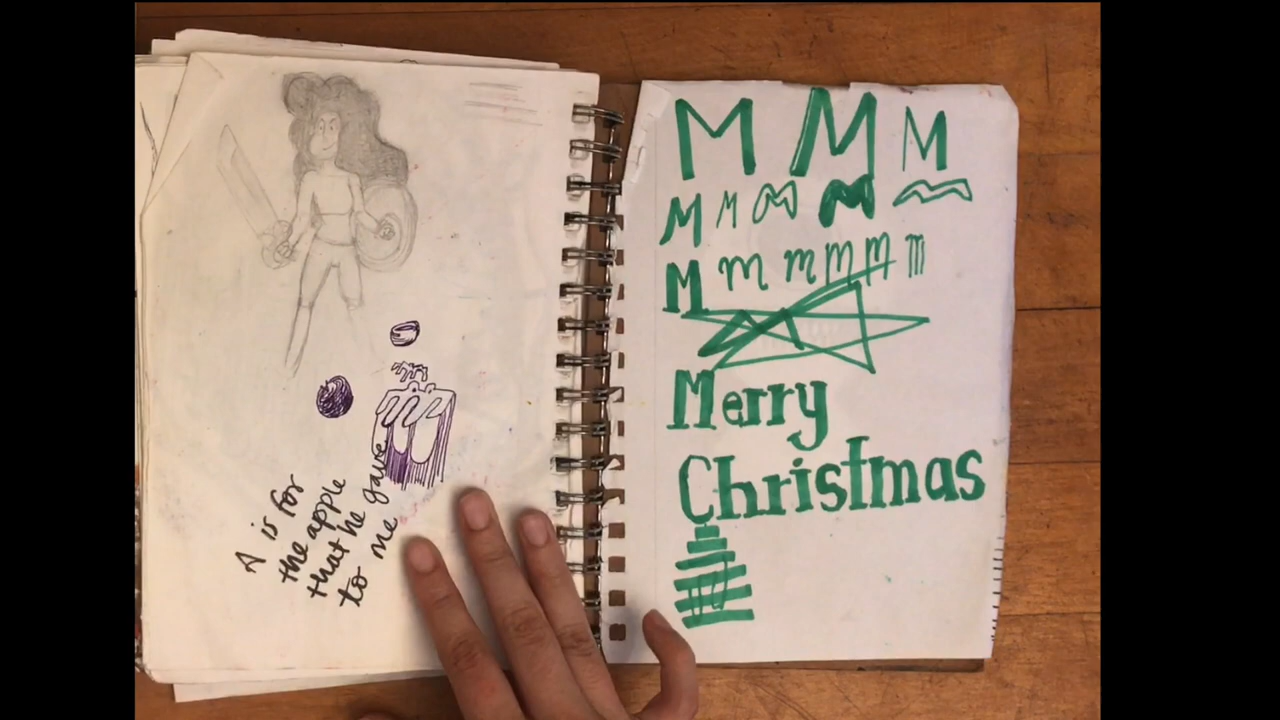 A is for
the apple
that he gave
to me
M M M
M M M M M
M m m m m m
Merry
Christmas